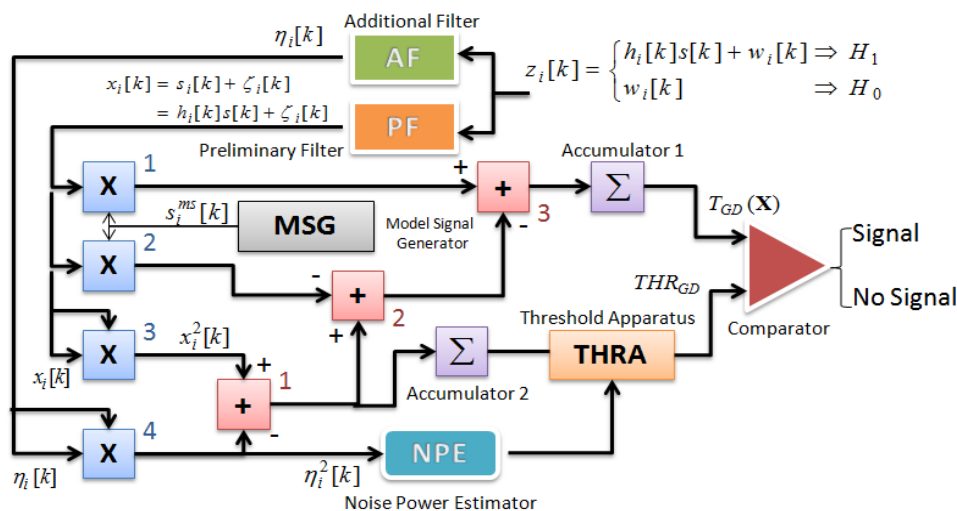 Additional Filter
η_i[k]
AF
z_i[k] = { h_i[k]s[k] + w_i[k] ⇒ H_1
w_i[k] ⇒ H_0
x_i[k] = s_i[k] + ζ_i[k]
= h_i[k]s[k] + ζ_i[k]
PF
Preliminary Filter
Accumulator 1
1
X
+
+
3
-
Σ
T_GD(X)
s_i^ms[k]
MSG
Model Signal
Generator
Signal
2
X
-
+
2
+
THR_GD
No Signal
Comparator
3
X
x_i^2[k]
Threshold Apparatus
Σ
THRA
Accumulator 2
x_i[k]
+
1
+
-
4
X
η_i[k]
η_i^2[k]
NPE
Noise Power Estimator